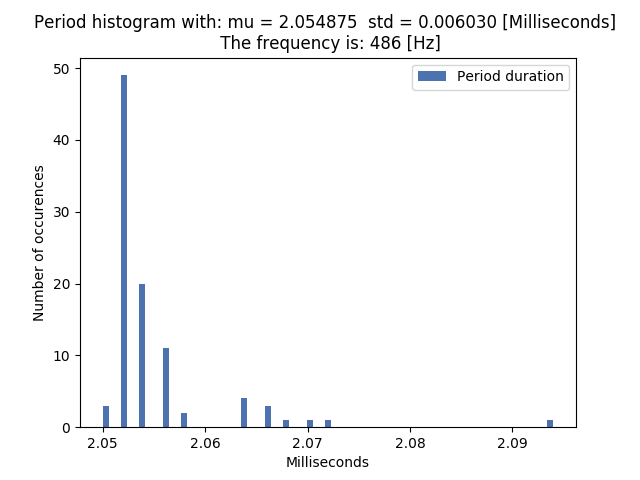 Period histogram with: mu = 2.054875  std = 0.006030 [Milliseconds]
The frequency is: 486 [Hz]
Period duration
Number of occurences
50
40
30
20
10
0
2.05
2.06
2.07
2.08
2.09
Milliseconds